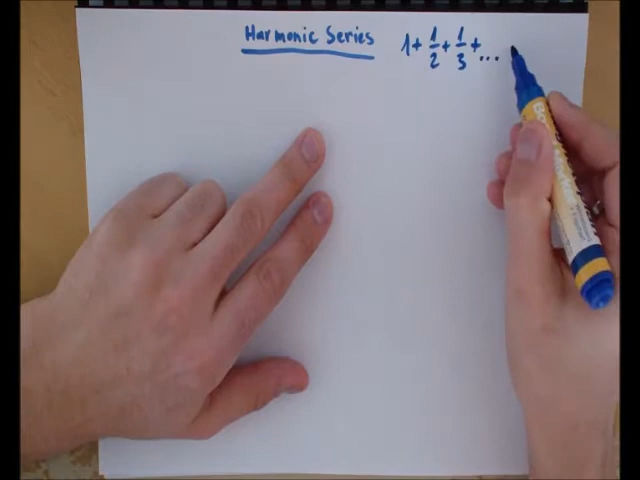 Harmonic Series 1 + 1/2 + 1/3 + ...